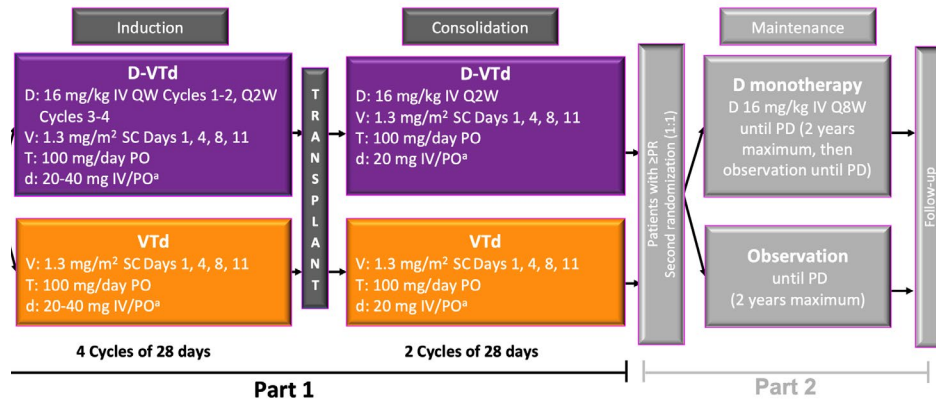 Induction
Consolidation
Maintenance
D-VTd
D: 16 mg/kg IV QW Cycles 1-2, Q2W
Cycles 3-4
V: 1.3 mg/m² SC Days 1, 4, 8, 11
T: 100 mg/day PO
d: 20-40 mg IV/POᵃ
VTd
V: 1.3 mg/m² SC Days 1, 4, 8, 11
T: 100 mg/day PO
d: 20-40 mg IV/POᵃ
4 Cycles of 28 days
TRANSPLANT
D-VTd
D: 16 mg/kg IV Q2W
V: 1.3 mg/m² SC Days 1, 4, 8, 11
T: 100 mg/day PO
d: 20 mg IV/POᵃ
VTd
V: 1.3 mg/m² SC Days 1, 4, 8, 11
T: 100 mg/day PO
d: 20 mg IV/POᵃ
2 Cycles of 28 days
Patients with ≥PR
Second randomization (1:1)
D monotherapy
D 16 mg/kg IV Q8W
until PD (2 years
maximum, then
observation until PD)
Observation
until PD
(2 years maximum)
Follow-up
Part 1
Part 2